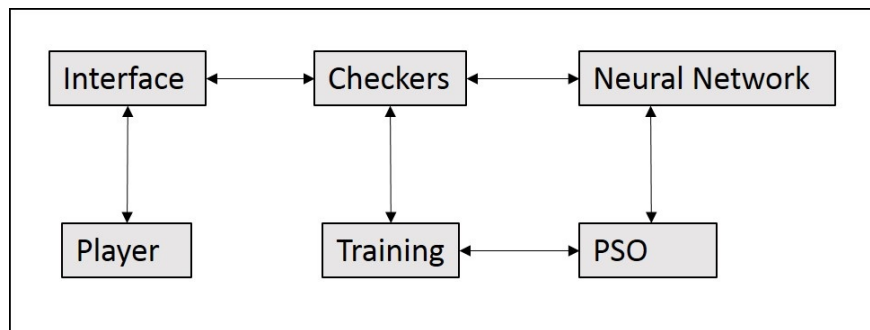 Interface
Checkers
Neural Network
Player
Training
PSO